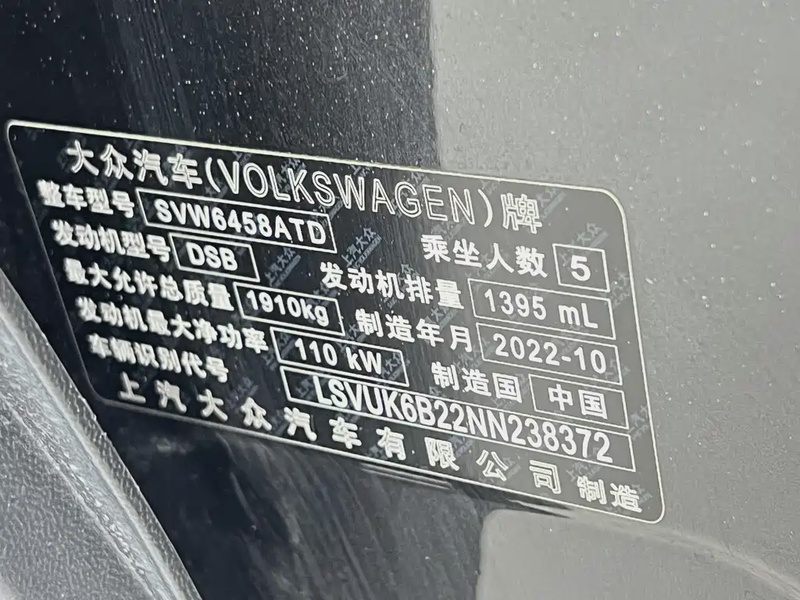 大众汽车(VOLKSWAGEN)牌
整车型号 SVW6458ATD 乘坐人数 5
发动机型号 DSB 发动机排量 1395 mL
最大允许总质量 1910kg 制造年月 2022-10
发动机最大净功率 110 kW 制造国 中国
车辆识别代号 LSVUK6B22NN238372
上汽大众汽车有限公司 制造